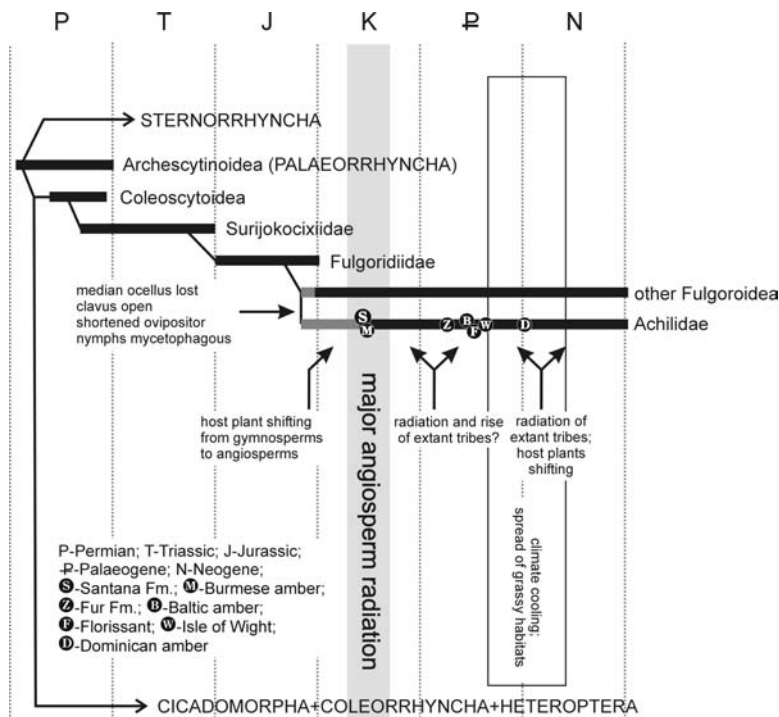 P T J K P N
STERNORRHYNCHA
Archescytinoidea (PALAEORRHYNCHA)
Coleoscytoidea
Surijokocixiidae
Fulgoridiidae
median ocellus lost
clavus open
shortened ovipositor
nymphs mycetophagous
other Fulgoroidea
S
M
Z
B
F
W
D
Achilidae
host plant shifting
from gymnosperms
to angiosperms
major angiosperm radiation
radiation and rise
of extant tribes?
radiation of
extant tribes;
host plants
shifting
climate cooling;
spread of grassy habitats
P-Permian; T-Triassic; J-Jurassic;
P-Palaeogene; N-Neogene;
S-Santana Fm.; M-Burmese amber;
Z-Fur Fm.; B-Baltic amber;
F-Florissant; W-Isle of Wight;
D-Dominican amber
CICADOMORPHA+COLEORRHYNCHA+HETEROPTERA